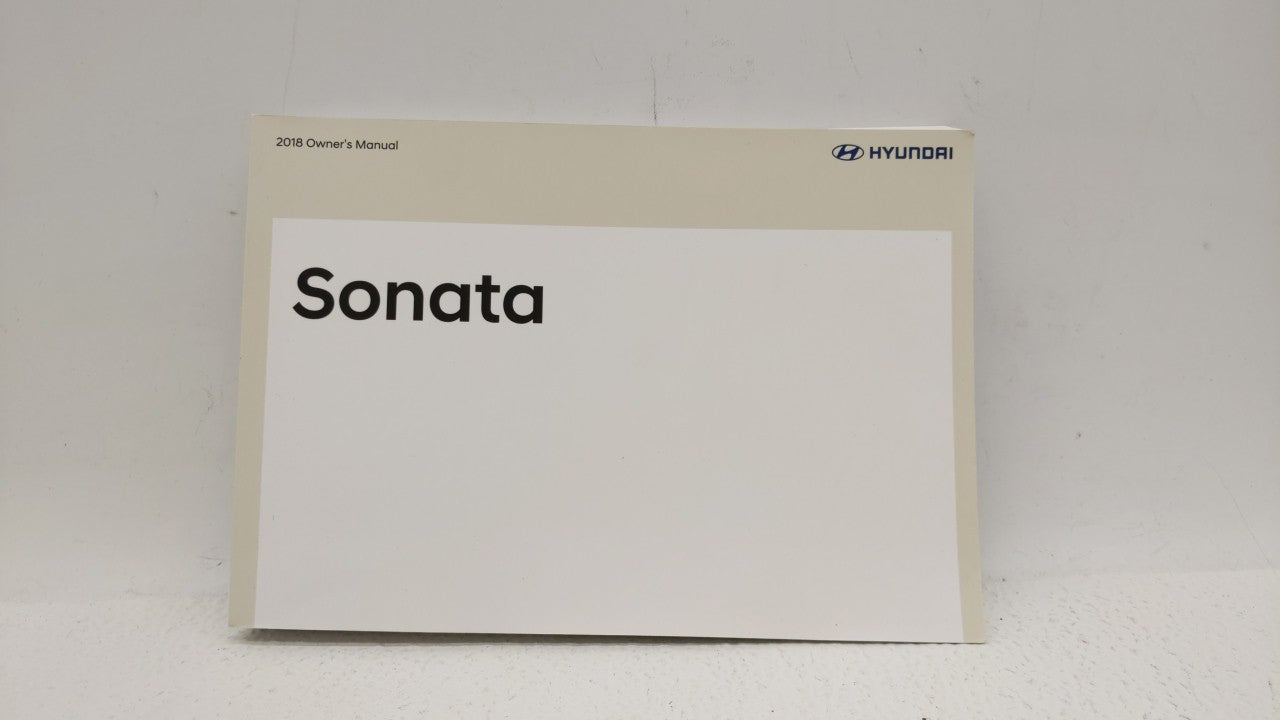 2018 Owner's Manual
HYUNDAI
Sonata